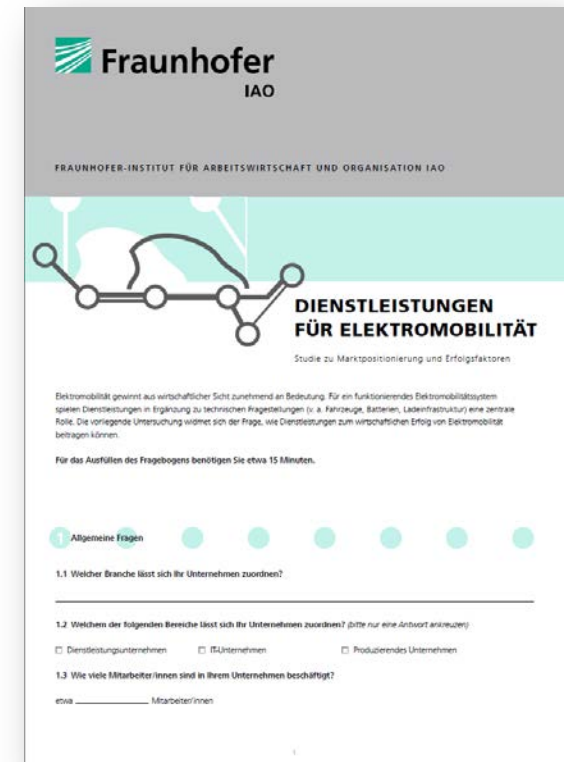 Fraunhofer
IAO
FRAUNHOFER-INSTITUT FÜR ARBEITSWIRTSCHAFT UND ORGANISATION IAO
DIENSTLEISTUNGEN
FÜR ELEKTROMOBILITÄT
Studie zu Marktpositionierung und Erfolgsfaktoren
Elektromobilität gewinnt aus wirtschaftlicher Sicht zunehmend an Bedeutung. Für ein funktionierendes Elektromobilitätssystem
spielen Dienstleistungen in Ergänzung zu technischen Fragestellungen (v. a. Fahrzeuge, Batterien, Ladeinfrastruktur) eine zentrale
Rolle. Die vorliegende Untersuchung widmet sich der Frage, wie Dienstleistungen zum wirtschaftlichen Erfolg von Elektromobilität
beitragen können.
Für das Ausfüllen des Fragebogens benötigen Sie etwa 15 Minuten.
1 Allgemeine Fragen
1.1 Welcher Branche lässt sich Ihr Unternehmen zuordnen?
1.2 Welchem der folgenden Bereiche lässt sich Ihr Unternehmen zuordnen? (bitte nur eine Antwort ankreuzen)
Dienstleistungsunternehmen IT-Unternehmen Produzierendes Unternehmen
1.3 Wie viele Mitarbeiter/innen sind in Ihrem Unternehmen beschäftigt?
etwa Mitarbeiter/innen